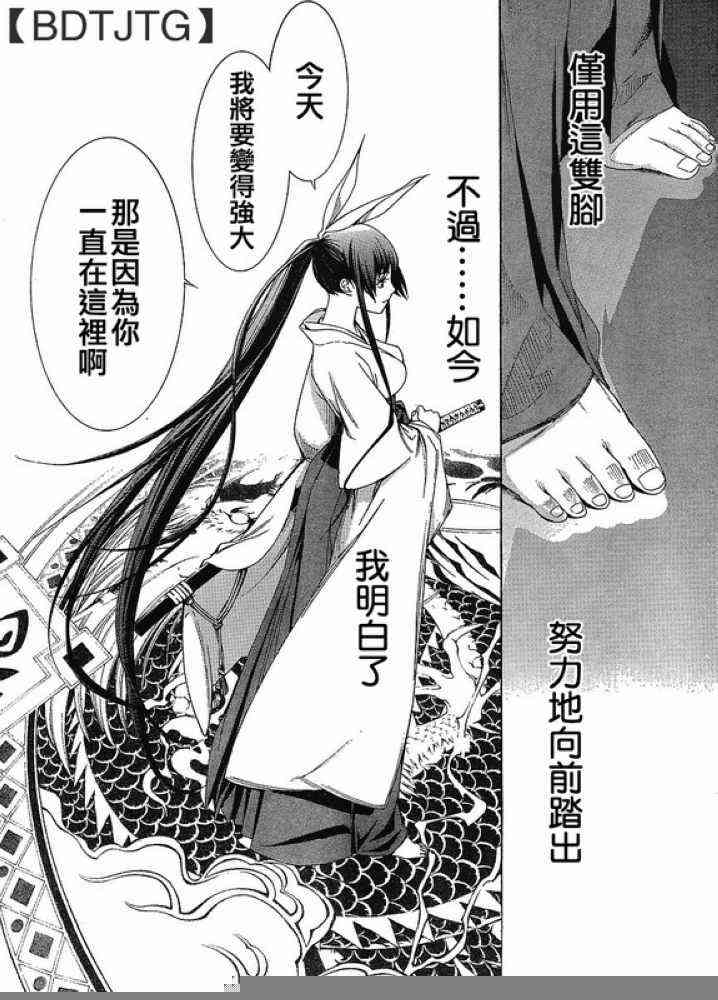 【BDTJTG】
僅用這雙腳
努力地向前踏出
不過……如今
我明白了
今天
我將要變得強大
那是因為你
一直在這裡啊